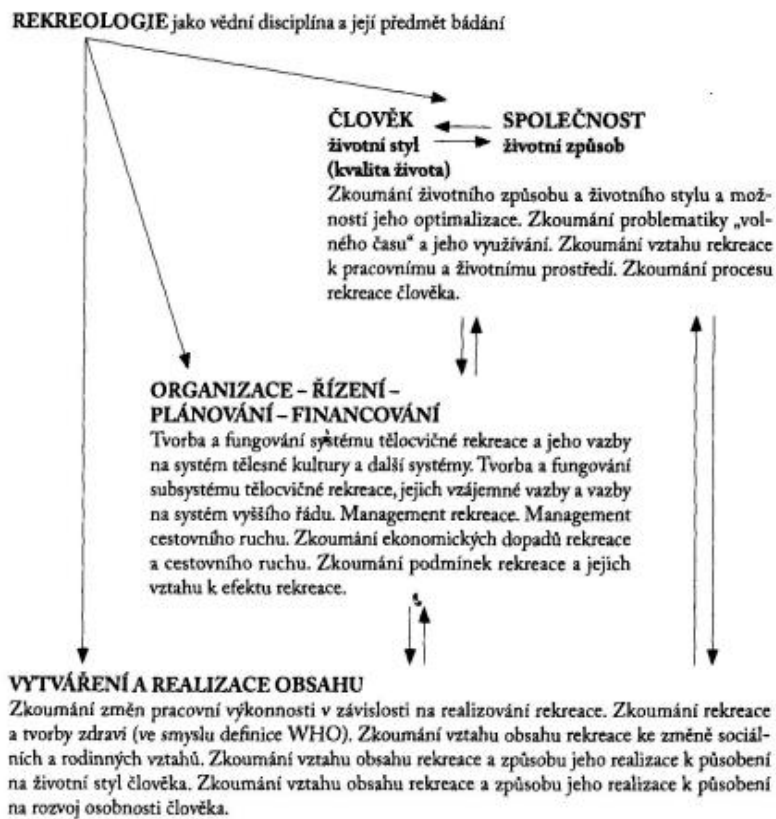 REKREOLOGIE jako vědní disciplína a její předmět bádání
ČLOVĚK SPOLEČNOST
životní styl životní způsob
(kvalita života)
Zkoumání životního způsobu a životního stylu a mož-
ností jeho optimalizace. Zkoumání problematiky „vol-
ného času“ a jeho využívání. Zkoumání vztahu rekreace
k pracovnímu a životnímu prostředí. Zkoumání procesu
rekreace člověka.
ORGANIZACE – ŘÍZENÍ –
PLÁNOVÁNÍ – FINANCOVÁNÍ
Tvorba a fungování systému tělocvičné rekreace a jeho vazby
na systém tělesné kultury a další systémy. Tvorba a fungování
subsystému tělocvičné rekreace, jejich vzájemné vazby a vazby
na systém vyššího řádu. Management rekreace. Management
cestovního ruchu. Zkoumání ekonomických dopadů rekreace
a cestovního ruchu. Zkoumání podmínek rekreace a jejich
vztahu k efektu rekreace.
VYTVÁŘENÍ A REALIZACE OBSAHU
Zkoumání změn pracovní výkonnosti v závislosti na realizování rekreace. Zkoumání rekreace
a tvorby zdraví (ve smyslu definice WHO). Zkoumání vztahu obsahu rekreace ke změně sociál-
ních a rodinných vztahů. Zkoumání vztahu obsahu rekreace a způsobu jeho realizace k působení
na životní styl člověka. Zkoumání vztahu obsahu rekreace a způsobu jeho realizace k působení
na rozvoj osobnosti člověka.